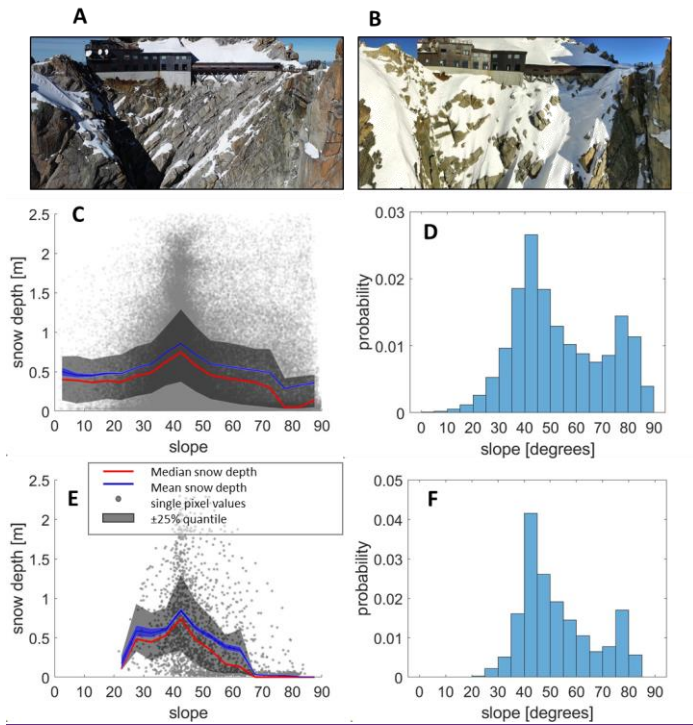 A
B
C
2.5
2
1.5
1
0.5
0
snow depth [m]
0 10 20 30 40 50 60 70 80 90
slope
D
0.03
0.02
0.01
0
probability
0 10 20 30 40 50 60 70 80 90
slope [degrees]
E
Median snow depth
Mean snow depth
single pixel values
±25% quantile
2.5
2
1.5
1
0.5
0
snow depth [m]
0 10 20 30 40 50 60 70 80 90
slope
F
0.05
0.04
0.03
0.02
0.01
0
probability
0 10 20 30 40 50 60 70 80 90
slope [degrees]